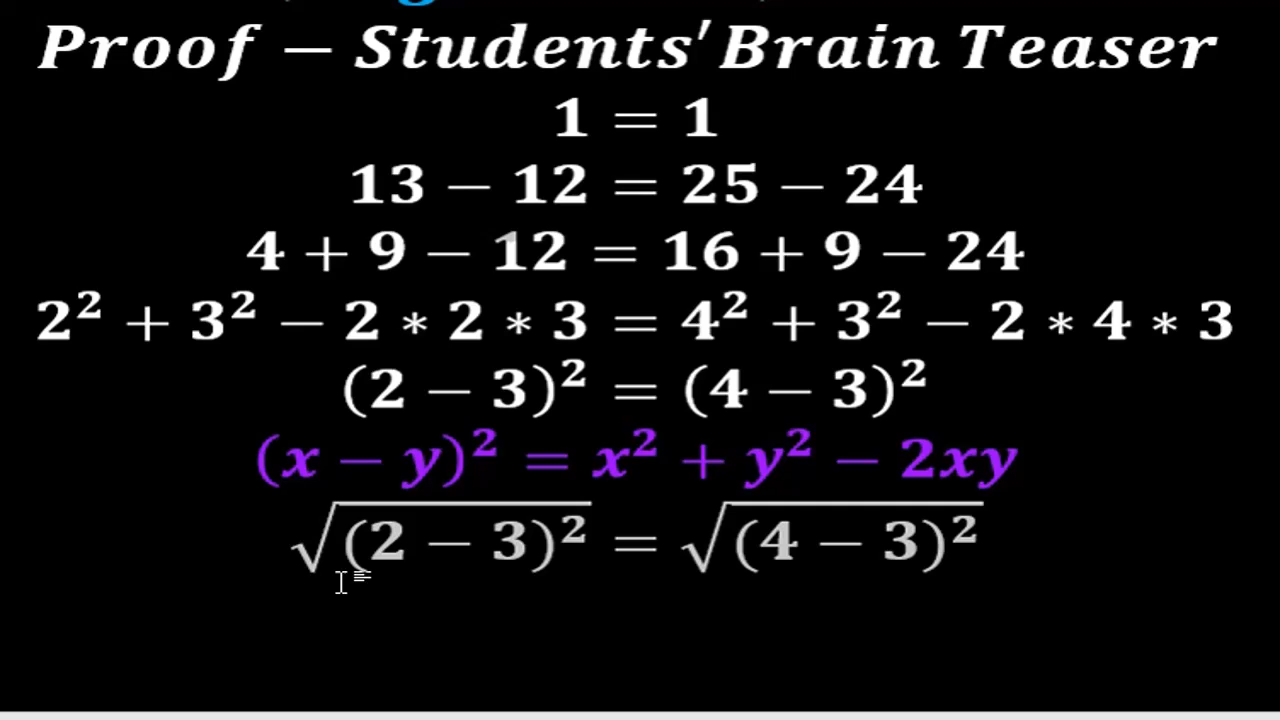 Proof − Students′ Brain Teaser
1 = 1
13 − 12 = 25 − 24
4 + 9 − 12 = 16 + 9 − 24
2² + 3² − 2 * 2 * 3 = 4² + 3² − 2 * 4 * 3
(2 − 3)² = (4 − 3)²
(x − y)² = x² + y² − 2xy
√(2 − 3)² = √(4 − 3)²